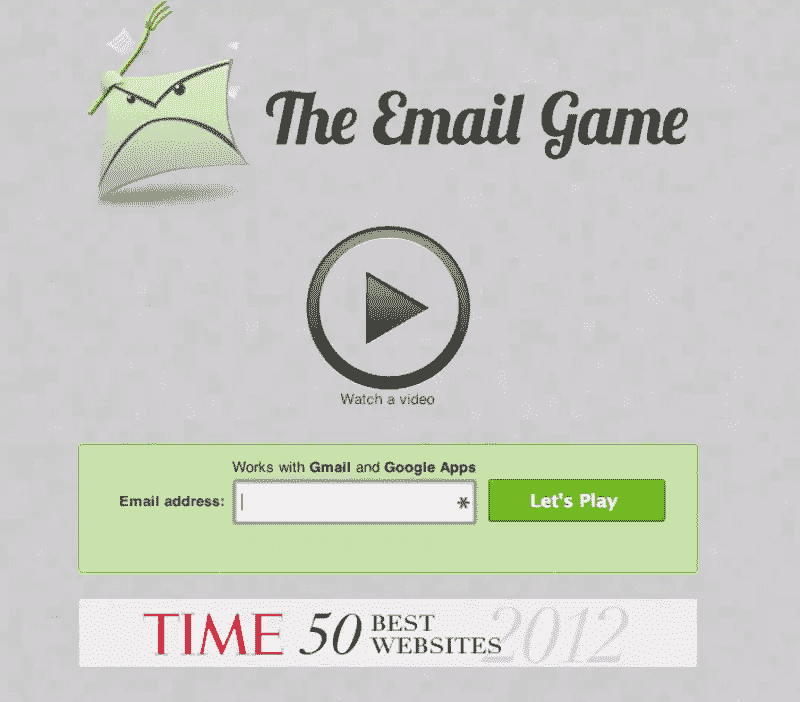 The Email Game
Watch a video
Works with Gmail and Google Apps
Email address:
*
Let's Play
TIME 50 BEST WEBSITES 2012